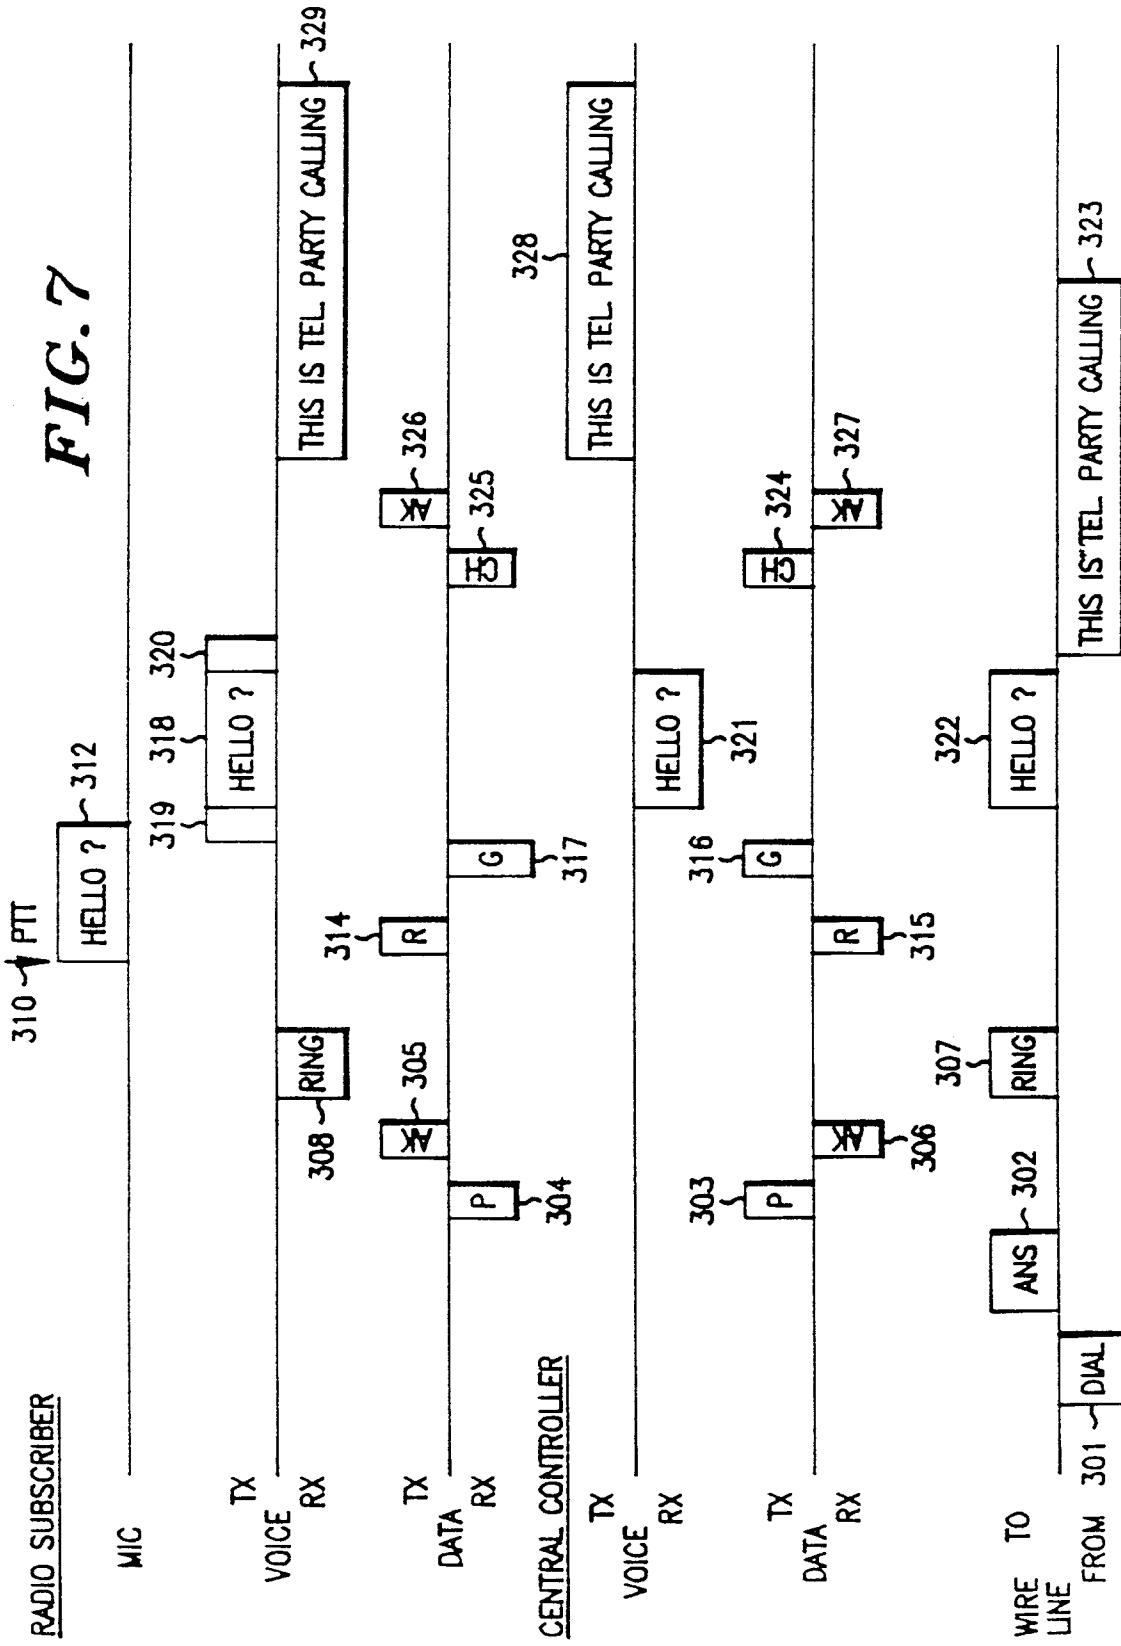 FIG. 7
RADIO SUBSCRIBER
310 PTT
MIC
HELLO ?
312
TX
VOICE
RX
RING
308
319
318
320
HELLO ?
THIS IS TEL. PARTY CALLING
329
TX
DATA
RX
P
304
AK
305
R
314
G
317
325
AK
326
CENTRAL CONTROLLER
TX
VOICE
RX
HELLO ?
321
THIS IS TEL. PARTY CALLING
328
TX
DATA
RX
P
303
AK
306
R
315
G
316
324
AK
327
WIRE TO
LINE
FROM
301
DIAL
ANS
302
RING
307
HELLO ?
322
THIS IS TEL. PARTY CALLING
323